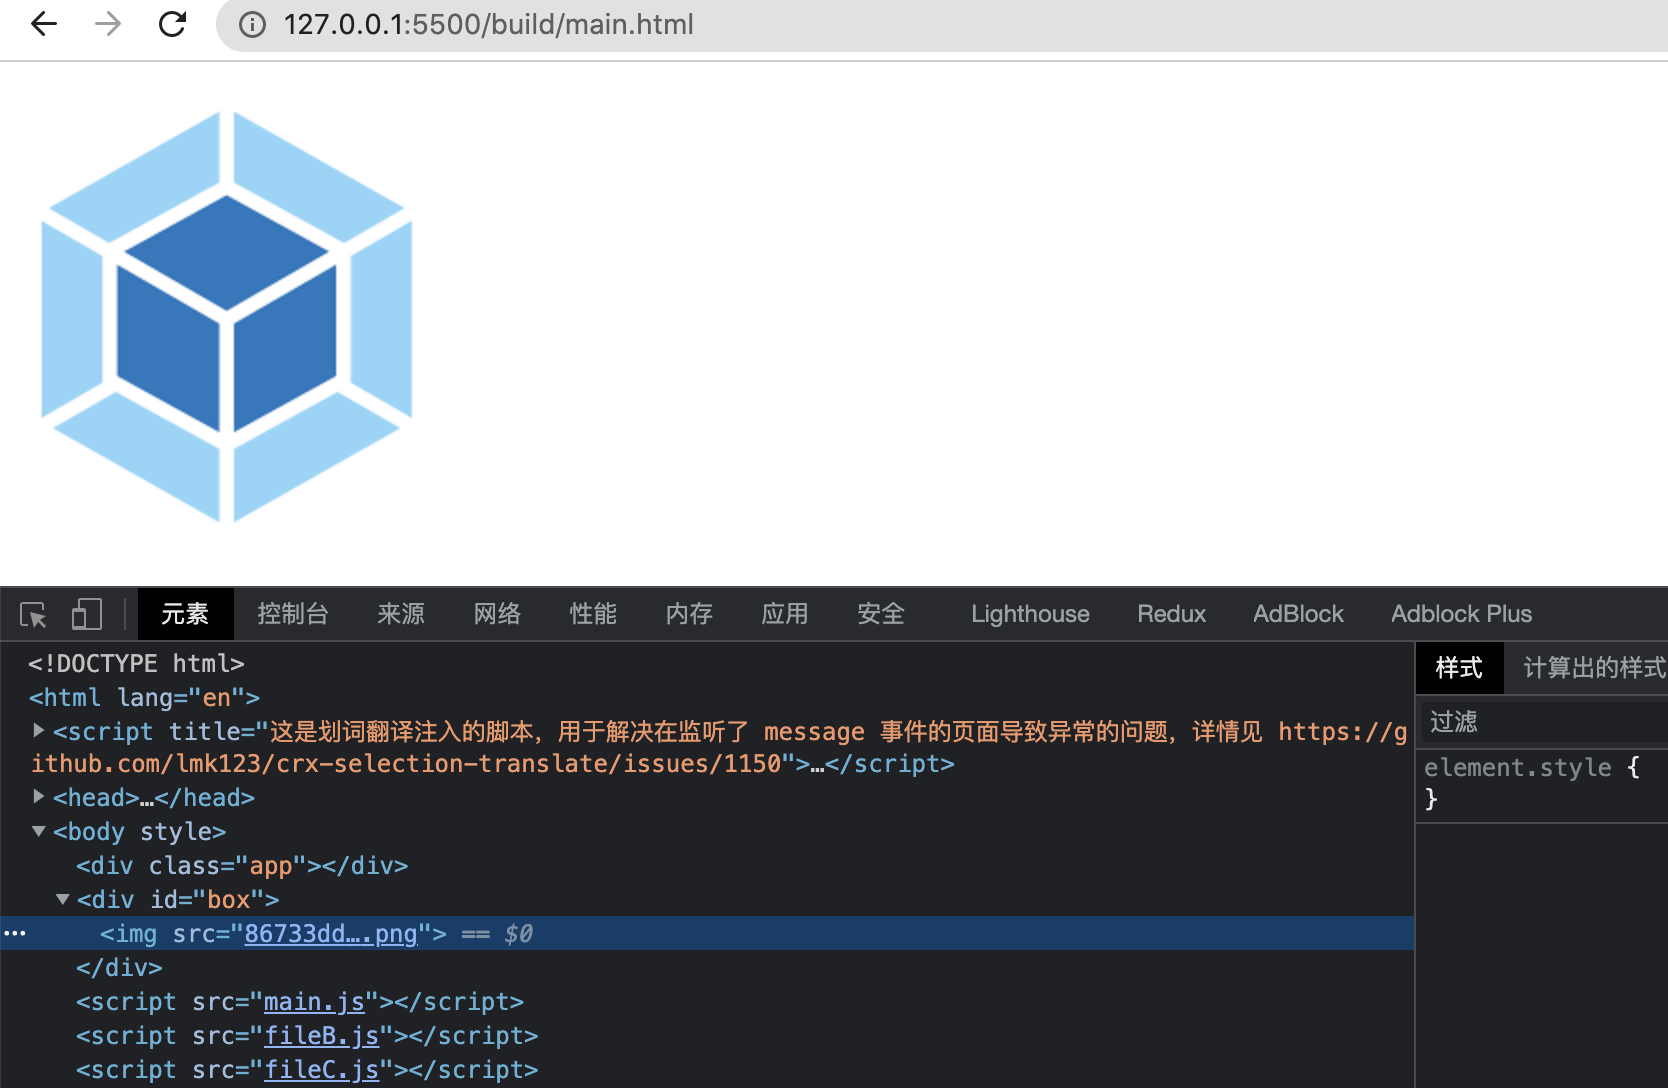 127.0.0.1:5500/build/main.html
元素 控制台 来源 网络 性能 内存 应用 安全 Lighthouse Redux AdBlock Adblock Plus
<!DOCTYPE html>
<html lang="en">
<script title="这是划词翻译注入的脚本，用于解决在监听了 message 事件的页面导致异常的问题，详情见 https://g
ithub.com/lmk123/crx-selection-translate/issues/1150">…</script>
<head>…</head>
<body style>
<div class="app"></div>
<div id="box">
<img src="86733dd….png"> == $0
</div>
<script src="main.js"></script>
<script src="fileB.js"></script>
<script src="fileC.js"></script>
样式 计算出的样式
过滤
element.style {
}